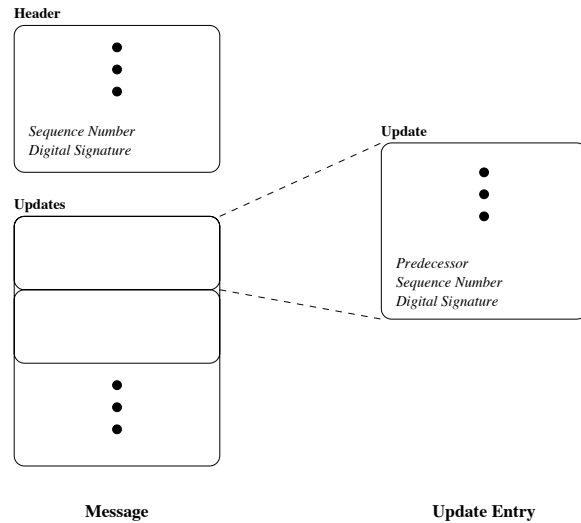 Header
Sequence Number
Digital Signature
Updates
Update
Predecessor
Sequence Number
Digital Signature
Message
Update Entry